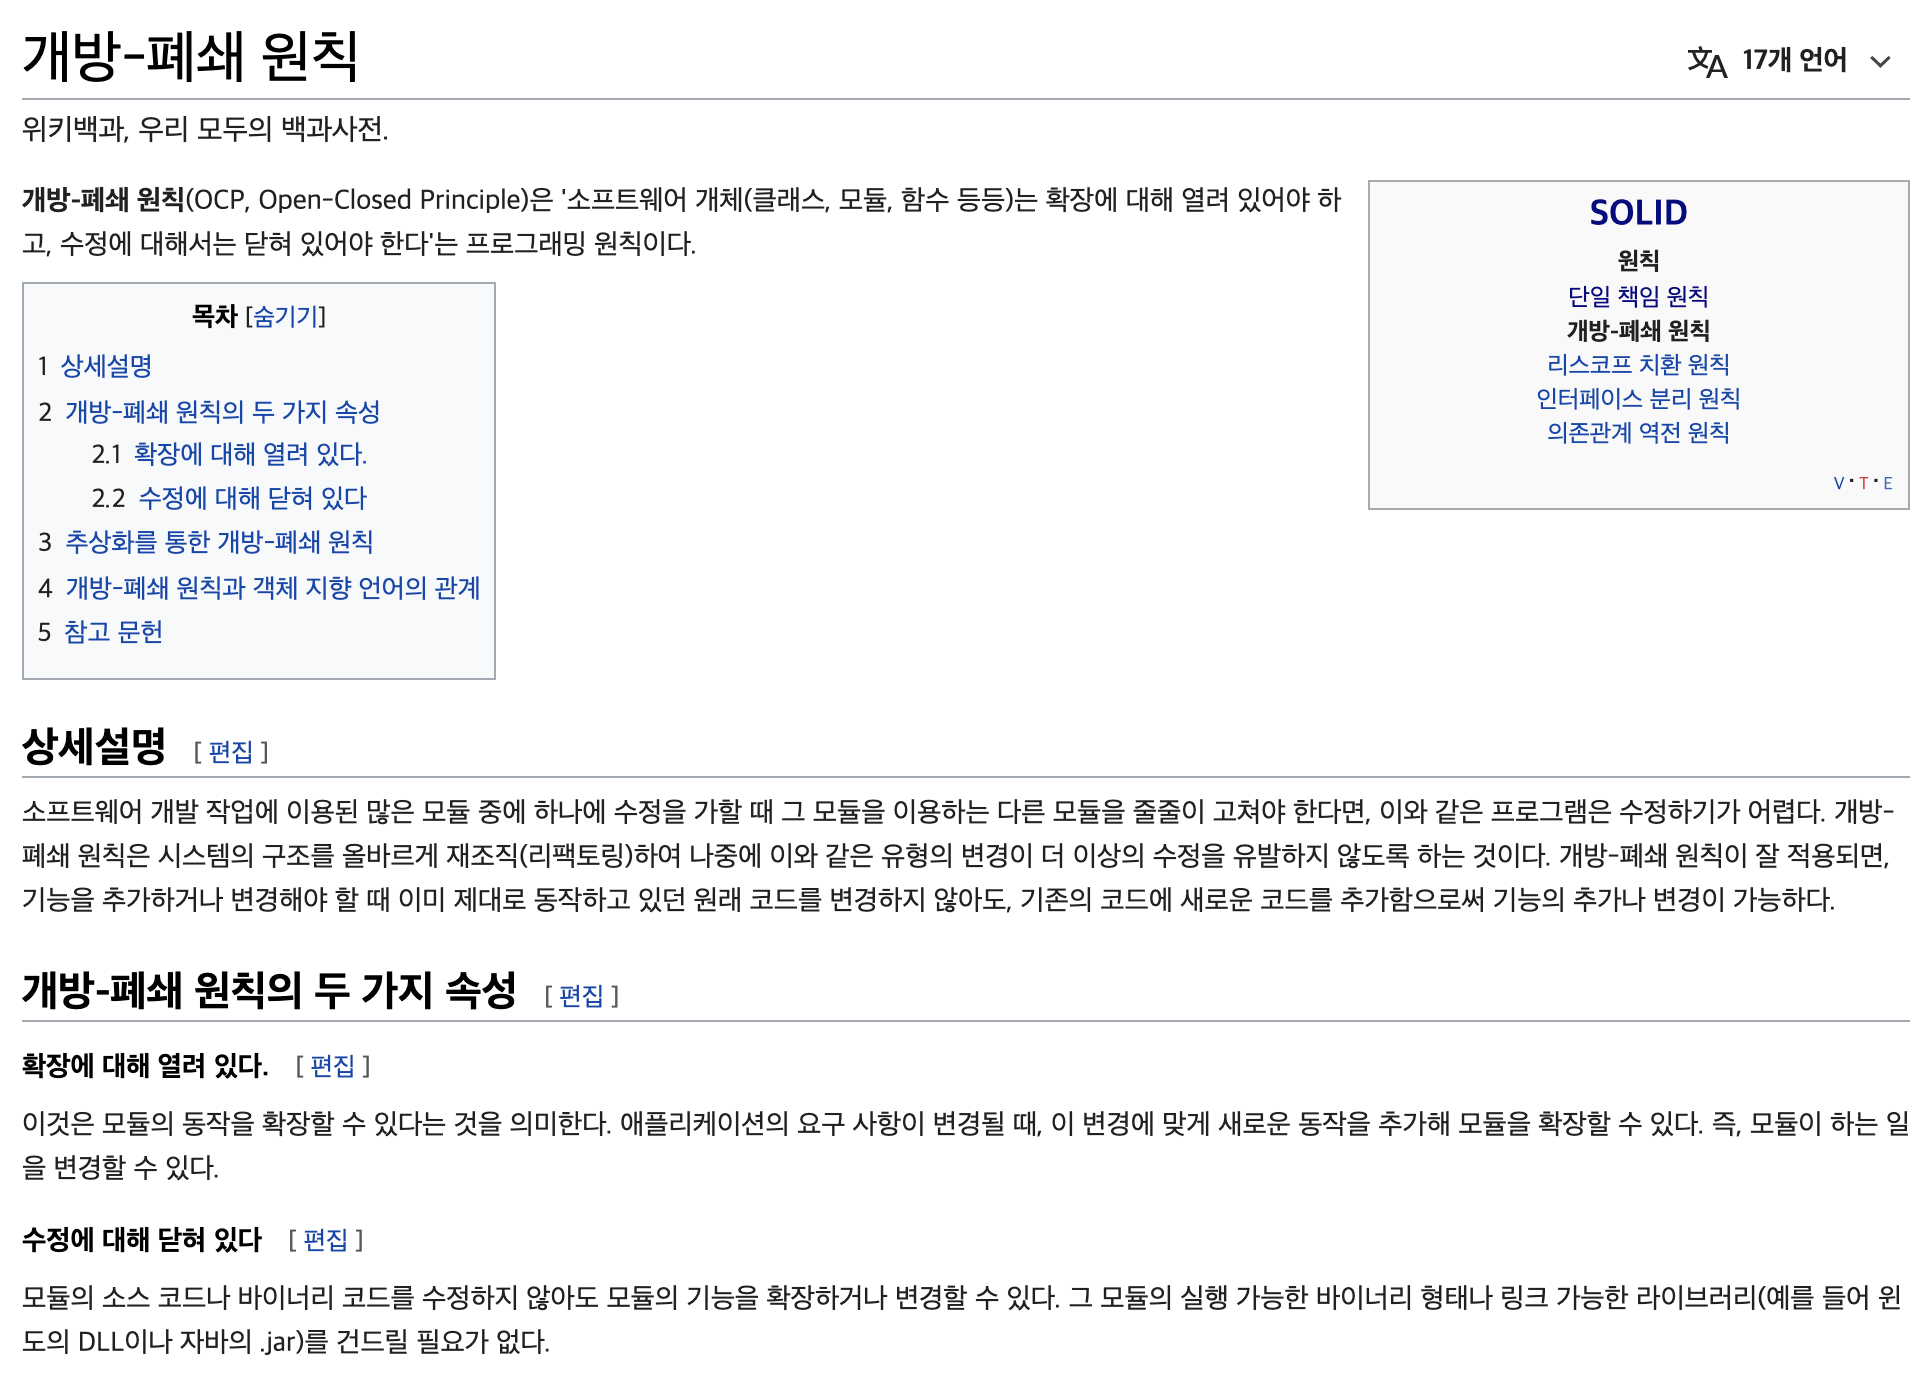 개방-폐쇄 원칙
文A 17개 언어
위키백과, 우리 모두의 백과사전.
개방-폐쇄 원칙(OCP, Open-Closed Principle)은 '소프트웨어 개체(클래스, 모듈, 함수 등등)는 확장에 대해 열려 있어야 하
고, 수정에 대해서는 닫혀 있어야 한다'는 프로그래밍 원칙이다.
SOLID
원칙
단일 책임 원칙
개방-폐쇄 원칙
리스코프 치환 원칙
인터페이스 분리 원칙
의존관계 역전 원칙
V · T · E
목차 [숨기기]
1 상세설명
2 개방-폐쇄 원칙의 두 가지 속성
2.1 확장에 대해 열려 있다.
2.2 수정에 대해 닫혀 있다
3 추상화를 통한 개방-폐쇄 원칙
4 개방-폐쇄 원칙과 객체 지향 언어의 관계
5 참고 문헌
상세설명 [ 편집 ]
소프트웨어 개발 작업에 이용된 많은 모듈 중에 하나에 수정을 가할 때 그 모듈을 이용하는 다른 모듈을 줄줄이 고쳐야 한다면, 이와 같은 프로그램은 수정하기가 어렵다. 개방-
폐쇄 원칙은 시스템의 구조를 올바르게 재조직(리팩토링)하여 나중에 이와 같은 유형의 변경이 더 이상의 수정을 유발하지 않도록 하는 것이다. 개방-폐쇄 원칙이 잘 적용되면,
기능을 추가하거나 변경해야 할 때 이미 제대로 동작하고 있던 원래 코드를 변경하지 않아도, 기존의 코드에 새로운 코드를 추가함으로써 기능의 추가나 변경이 가능하다.
개방-폐쇄 원칙의 두 가지 속성 [ 편집 ]
확장에 대해 열려 있다. [ 편집 ]
이것은 모듈의 동작을 확장할 수 있다는 것을 의미한다. 애플리케이션의 요구 사항이 변경될 때, 이 변경에 맞게 새로운 동작을 추가해 모듈을 확장할 수 있다. 즉, 모듈이 하는 일
을 변경할 수 있다.
수정에 대해 닫혀 있다 [ 편집 ]
모듈의 소스 코드나 바이너리 코드를 수정하지 않아도 모듈의 기능을 확장하거나 변경할 수 있다. 그 모듈의 실행 가능한 바이너리 형태나 링크 가능한 라이브러리(예를 들어 윈
도의 DLL이나 자바의 .jar)를 건드릴 필요가 없다.